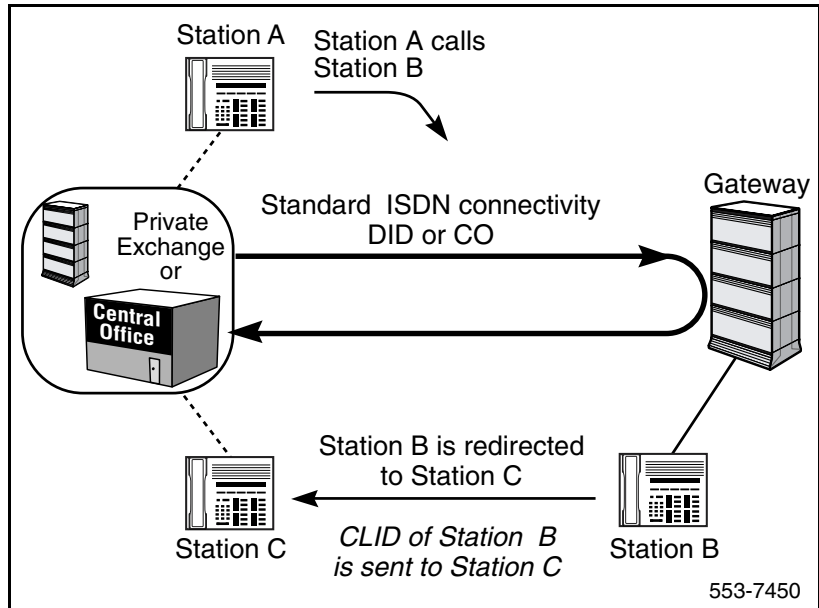 Station A
Station A calls
Station B
Gateway
Private
Exchange
or
Central
Office
Standard ISDN connectivity
DID or CO
Station B is redirected
to Station C
CLID of Station B
is sent to Station C
Station C
Station B
553-7450